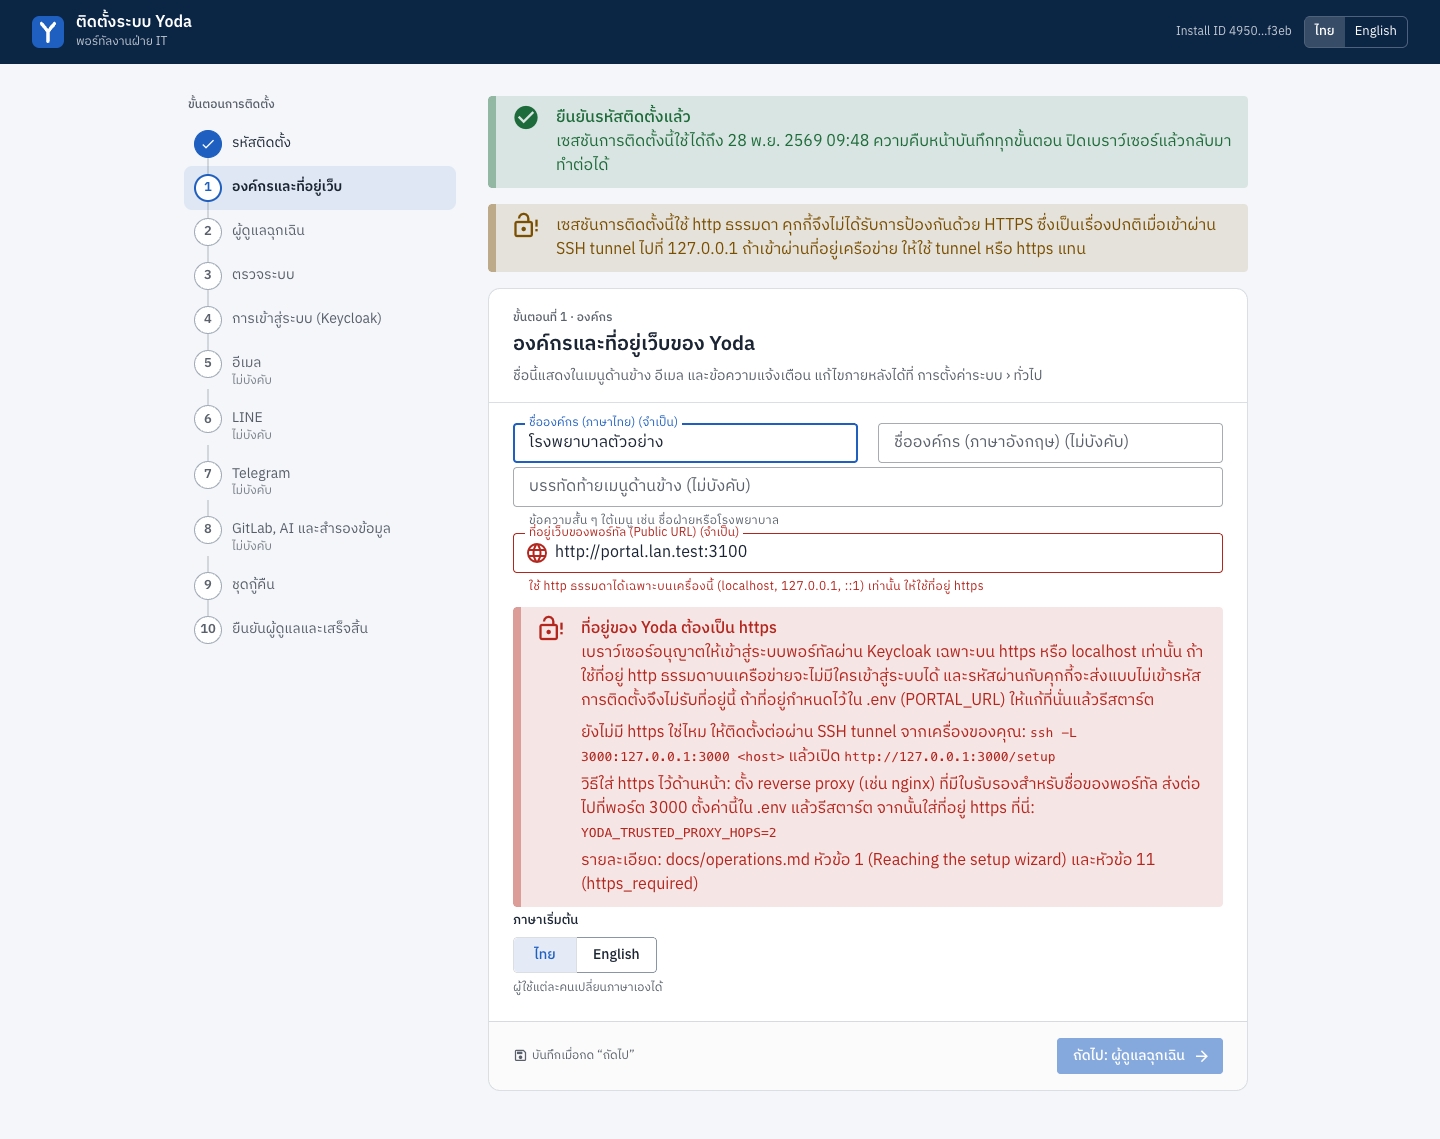 Y
ติดตั้งระบบ Yoda
พอร์ทัลงานฝ่าย IT
Install ID 4950…f3eb
ไทย
English
ขั้นตอนการติดตั้ง
รหัสติดตั้ง
1 องค์กรและที่อยู่เว็บ
2 ผู้ดูแลฉุกเฉิน
3 ตรวจระบบ
4 การเข้าสู่ระบบ (Keycloak)
5 อีเมล
ไม่บังคับ
6 LINE
ไม่บังคับ
7 Telegram
ไม่บังคับ
8 GitLab, AI และสำรองข้อมูล
ไม่บังคับ
9 ชุดกู้คืน
10 ยืนยันผู้ดูแลและเสร็จสิ้น
ยืนยันรหัสติดตั้งแล้ว
เซสชันการติดตั้งนี้ใช้ได้ถึง 28 พ.ย. 2569 09:48 ความคืบหน้าบันทึกทุกขั้นตอน ปิดเบราว์เซอร์แล้วกลับมา
ทำต่อได้
เซสชันการติดตั้งนี้ใช้ http ธรรมดา คุกกี้จึงไม่ได้รับการป้องกันด้วย HTTPS ซึ่งเป็นเรื่องปกติเมื่อเข้าผ่าน
SSH tunnel ไปที่ 127.0.0.1 ถ้าเข้าผ่านที่อยู่เครือข่าย ให้ใช้ tunnel หรือ https แทน
ขั้นตอนที่ 1 · องค์กร
องค์กรและที่อยู่เว็บของ Yoda
ชื่อนี้แสดงในเมนูด้านข้าง อีเมล และข้อความแจ้งเตือน แก้ไขภายหลังได้ที่ การตั้งค่าระบบ › ทั่วไป
ชื่อองค์กร (ภาษาไทย) (จำเป็น)
โรงพยาบาลตัวอย่าง
ชื่อองค์กร (ภาษาอังกฤษ) (ไม่บังคับ)
บรรทัดท้ายเมนูด้านข้าง (ไม่บังคับ)
ข้อความสั้น ๆ ใต้เมนู เช่น ชื่อฝ่ายหรือโรงพยาบาล
ที่อยู่เว็บของพอร์ทัล (Public URL) (จำเป็น)
http://portal.lan.test:3100
ใช้ http ธรรมดาได้เฉพาะบนเครื่องนี้ (localhost, 127.0.0.1, ::1) เท่านั้น ให้ใช้ที่อยู่ https
ที่อยู่ของ Yoda ต้องเป็น https
เบราว์เซอร์อนุญาตให้เข้าสู่ระบบพอร์ทัลผ่าน Keycloak เฉพาะบน https หรือ localhost เท่านั้น ถ้า
ใช้ที่อยู่ http ธรรมดาบนเครือข่ายจะไม่มีใครเข้าสู่ระบบได้ และรหัสผ่านกับคุกกี้จะส่งแบบไม่เข้ารหัส
การติดตั้งจึงไม่รับที่อยู่นี้ ถ้าที่อยู่กำหนดไว้ใน .env (PORTAL_URL) ให้แก้ที่นั่นแล้วรีสตาร์ต
ยังไม่มี https ใช่ไหม ให้ติดตั้งต่อผ่าน SSH tunnel จากเครื่องของคุณ: ssh -L
3000:127.0.0.1:3000 <host> แล้วเปิด http://127.0.0.1:3000/setup
วิธีใส่ https ไว้ด้านหน้า: ตั้ง reverse proxy (เช่น nginx) ที่มีใบรับรองสำหรับชื่อของพอร์ทัล ส่งต่อ
ไปที่พอร์ต 3000 ตั้งค่านี้ใน .env แล้วรีสตาร์ต จากนั้นใส่ที่อยู่ https ที่นี่:
YODA_TRUSTED_PROXY_HOPS=2
รายละเอียด: docs/operations.md หัวข้อ 1 (Reaching the setup wizard) และหัวข้อ 11
(https_required)
ภาษาเริ่มต้น
ไทย
English
ผู้ใช้แต่ละคนเปลี่ยนภาษาเองได้
บันทึกเมื่อกด “ถัดไป”
ถัดไป: ผู้ดูแลฉุกเฉิน